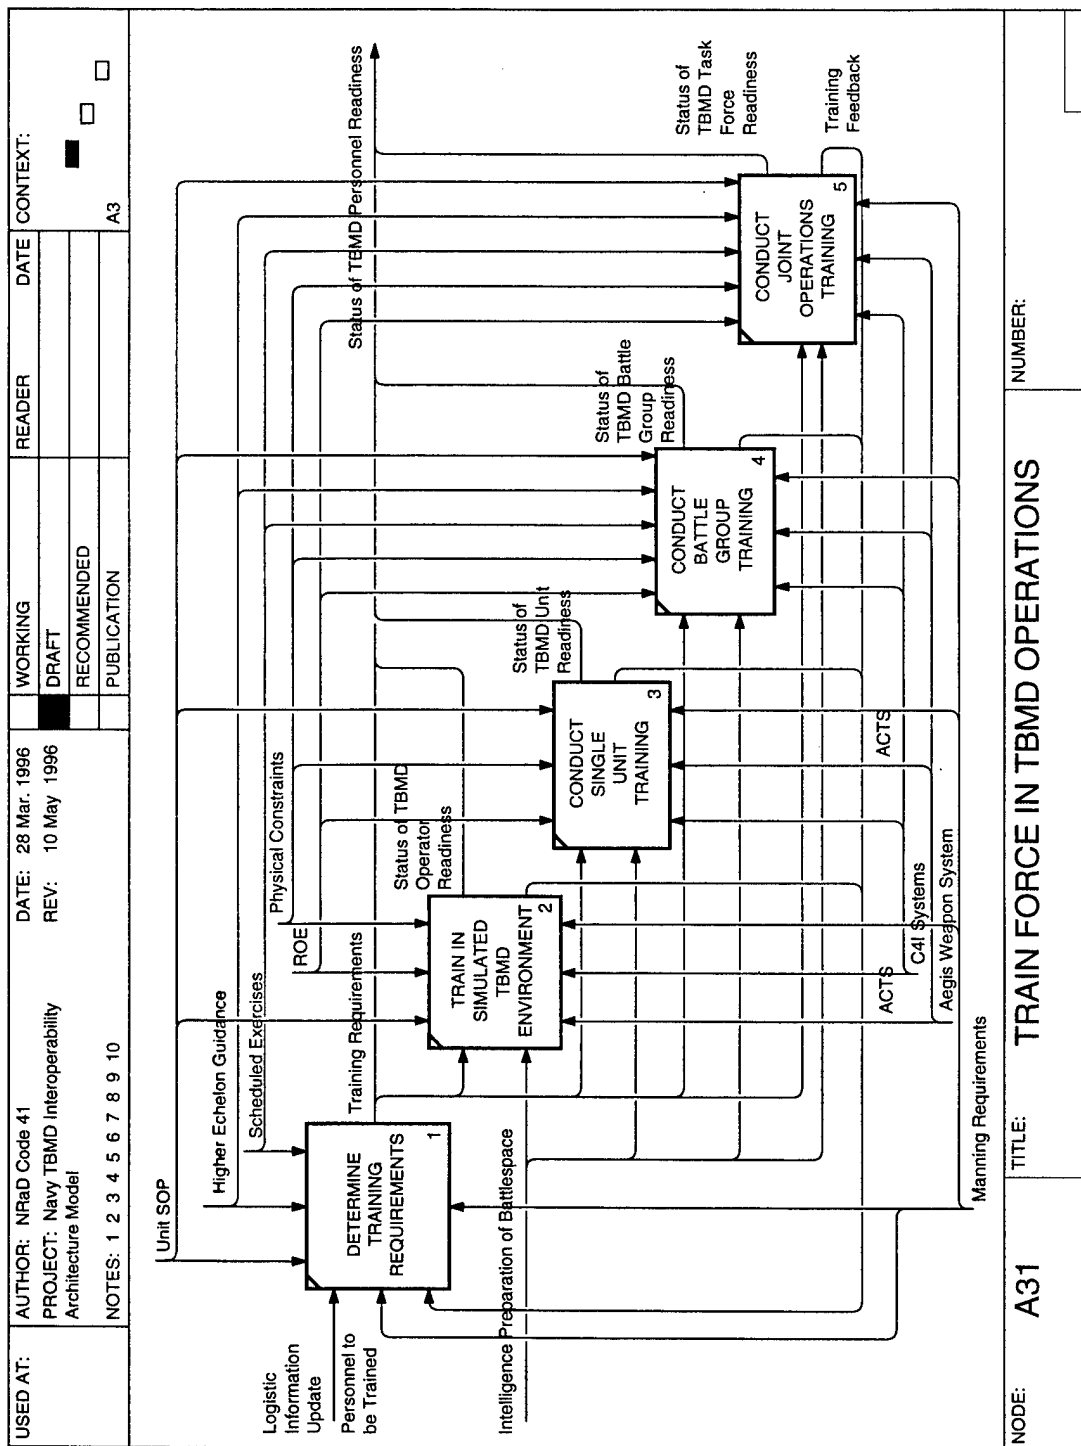 USED AT:
AUTHOR: NRaD Code 41
PROJECT: Navy TBMD Interoperability
Architecture Model
NOTES: 1 2 3 4 5 6 7 8 9 10
DATE: 28 Mar. 1996
REV: 10 May 1996
WORKING
DRAFT
RECOMMENDED
PUBLICATION
READER
DATE
CONTEXT:
A3
Unit SOP
Higher Echelon Guidance
Scheduled Exercises
Physical Constraints
ROE
Logistic
Information
Update
Personnel to
be Trained
DETERMINE
TRAINING
REQUIREMENTS
1
Training Requirements
Intelligence Preparation of Battlespace
TRAIN IN
SIMULATED
TBMD
ENVIRONMENT
2
Status of TBMD
Operator
Readiness
CONDUCT
SINGLE
UNIT
TRAINING
3
Status of
TBMD Unit
Readiness
CONDUCT
BATTLE
GROUP
TRAINING
4
Status of
TBMD Battle
Group
Readiness
CONDUCT
JOINT
OPERATIONS
TRAINING
5
Status of TBMD Personnel Readiness
Status of
TBMD Task
Force
Readiness
Training
Feedback
ACTS
ACTS
C4I Systems
Aegis Weapon System
Manning Requirements
NODE:
A31
TITLE:
TRAIN FORCE IN TBMD OPERATIONS
NUMBER: